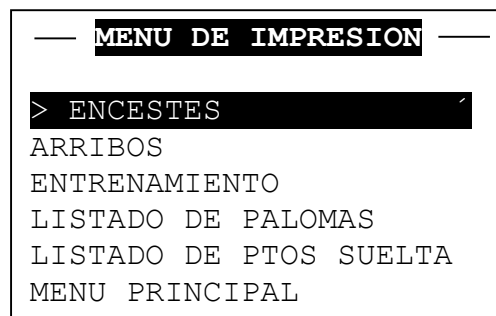 MENU DE IMPRESION
> ENCESTES ´
ARRIBOS
ENTRENAMIENTO
LISTADO DE PALOMAS
LISTADO DE PTOS SUELTA
MENU PRINCIPAL